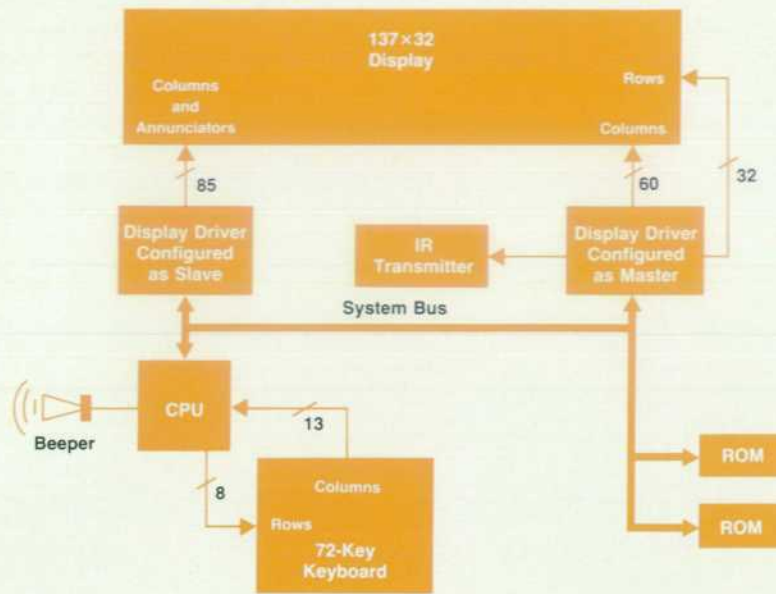 137×32
Display
Columns
and
Annunciators
Rows
Columns
85
60
32
Display Driver
Configured
as Slave
IR
Transmitter
Display Driver
Configured
as Master
System Bus
CPU
Beeper
13
8
Columns
Rows
72-Key
Keyboard
ROM
ROM